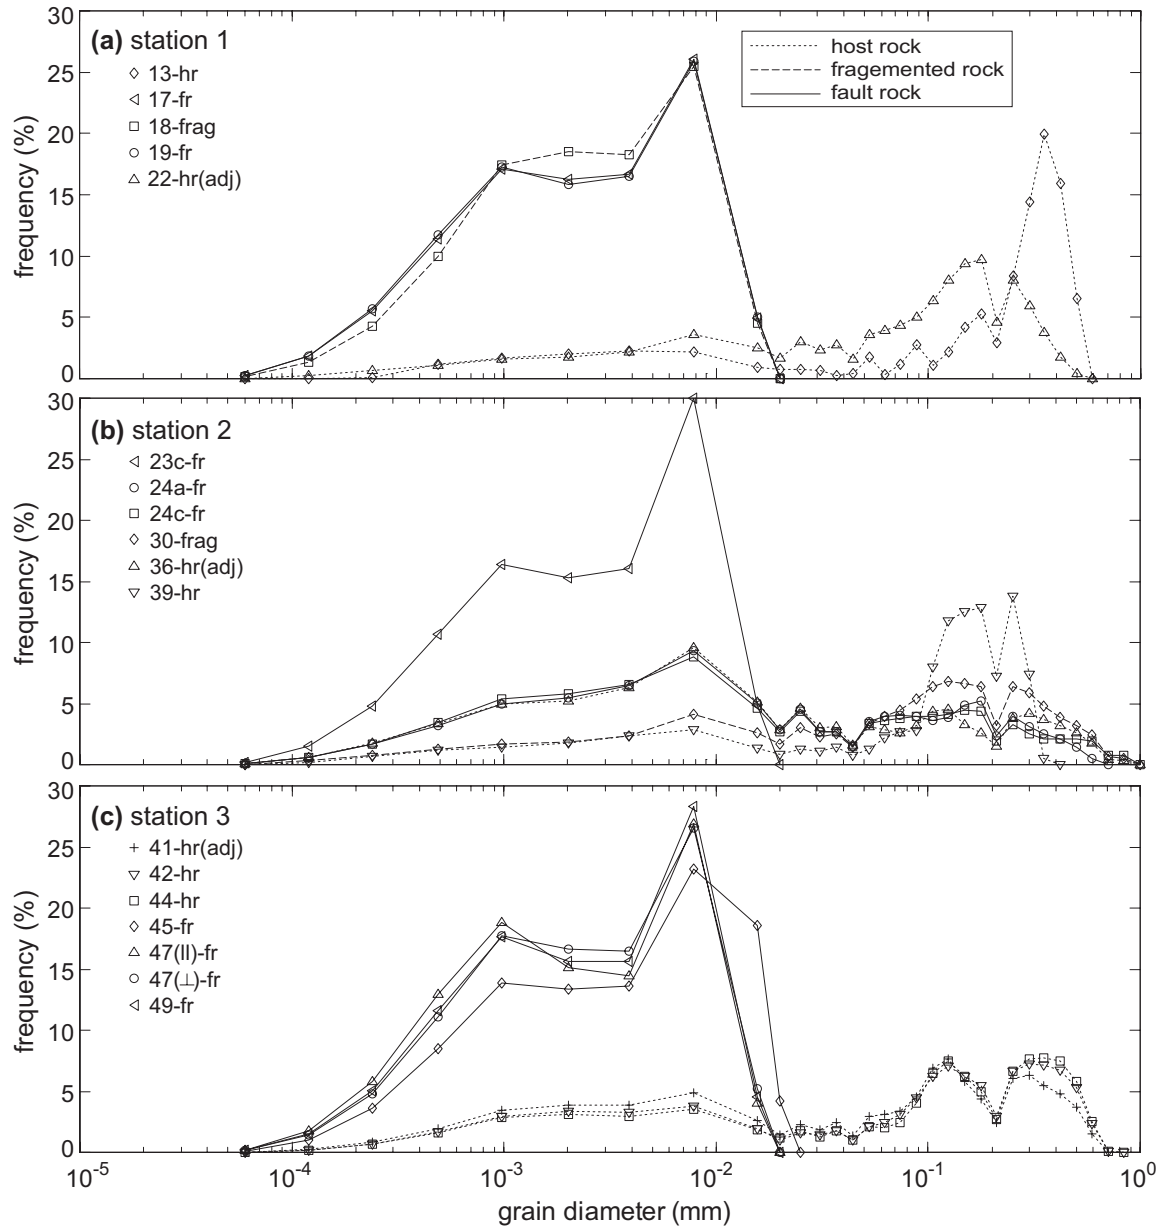 30
25
20
15
10
5
0
frequency (%)
(a) station 1
13-hr
17-fr
18-frag
19-fr
22-hr(adj)
host rock
fragemented rock
fault rock
30
25
20
15
10
5
0
frequency (%)
(b) station 2
23c-fr
24a-fr
24c-fr
30-frag
36-hr(adj)
39-hr
30
25
20
15
10
5
0
frequency (%)
(c) station 3
41-hr(adj)
42-hr
44-hr
45-fr
47(ll)-fr
47(⊥)-fr
49-fr
10⁻⁵ 10⁻⁴ 10⁻³ 10⁻² 10⁻¹ 10⁰
grain diameter (mm)